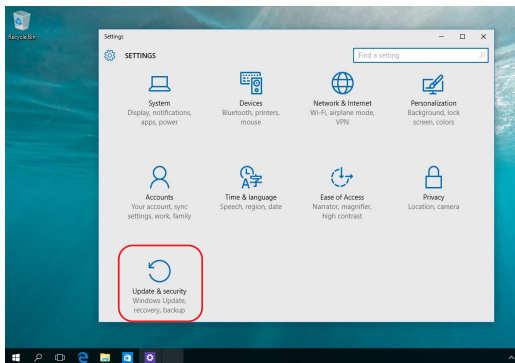 Recycle Bin
Settings
SETTINGS
Find a setting
System
Display, notifications,
apps, power
Devices
Bluetooth, printers,
mouse
Network & Internet
Wi-Fi, airplane mode,
VPN
Personalization
Background, lock
screen, colors
Accounts
Your account, sync
settings, work, family
Time & language
Speech, region, date
Ease of Access
Narrator, magnifier,
high contrast
Privacy
Location, camera
Update & security
Windows Update,
recovery, backup